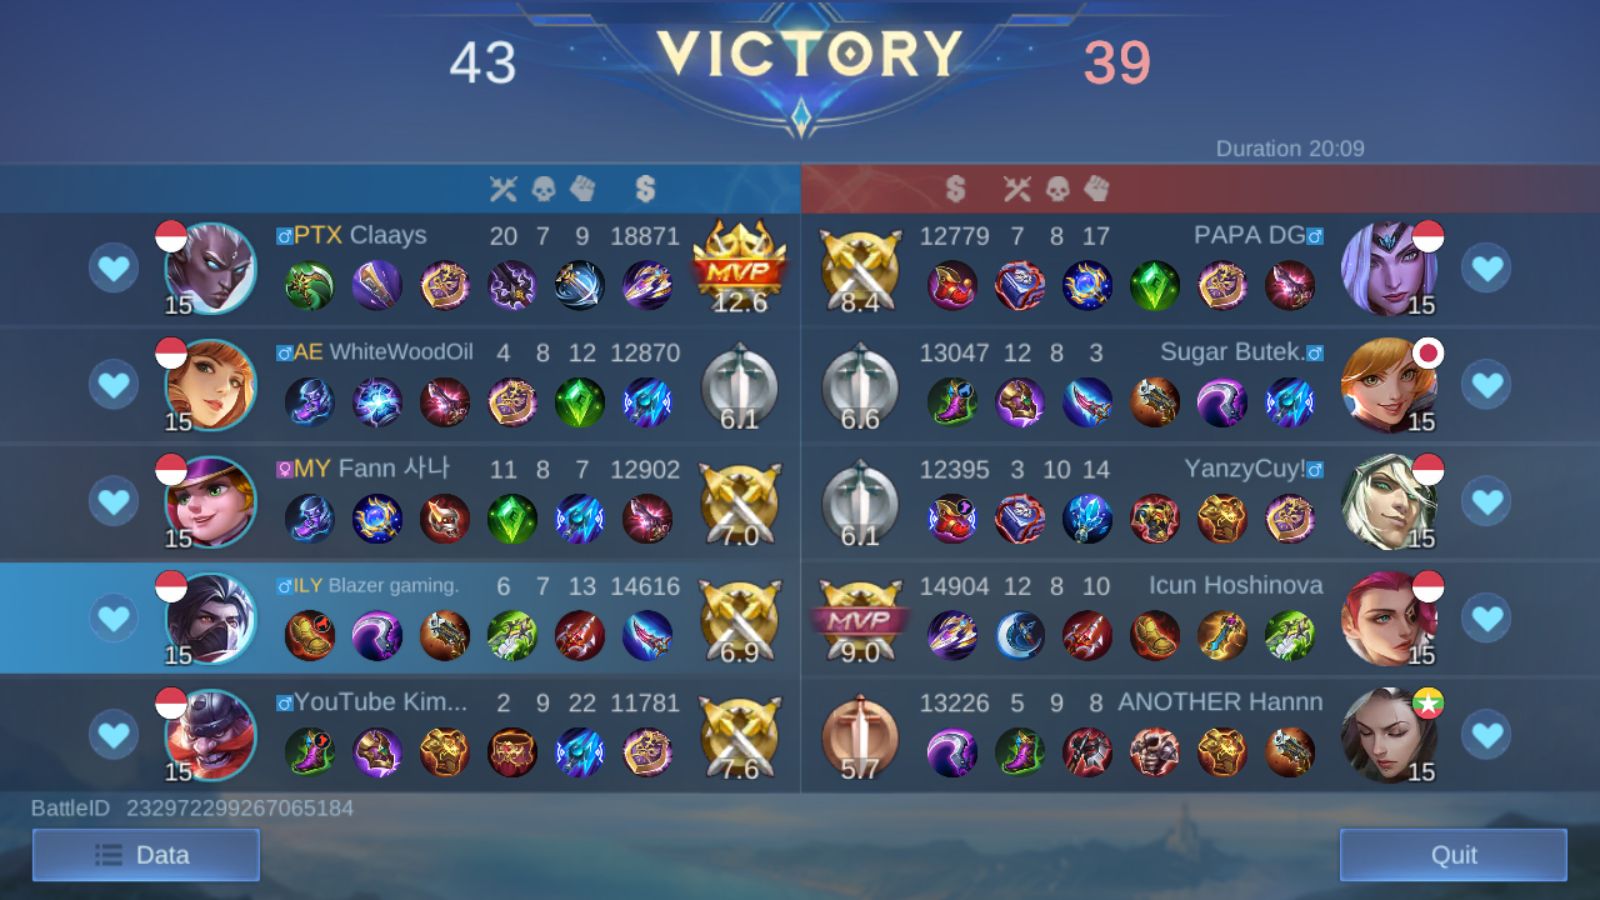 43 VICTORY 39
Duration 20:09
PTX Claays 20 7 9 18871 MVP 12.6 15
8.4 12779 7 8 17 PAPA DG 15
AE WhiteWoodOil 4 8 12 12870 6.1 15
6.6 13047 12 8 3 Sugar Butek. 15
MY Fann 사나 11 8 7 12902 7.0 15
6.1 12395 3 10 14 YanzyCuy! 15
ILY Blazer gaming. 6 7 13 14616 6.9 15
MVP 9.0 14904 12 8 10 Icun Hoshinova 15
YouTube Kim... 2 9 22 11781 7.6 15
5.7 13226 5 9 8 ANOTHER Hannn 15
BattleID 232972299267065184
Data
Quit